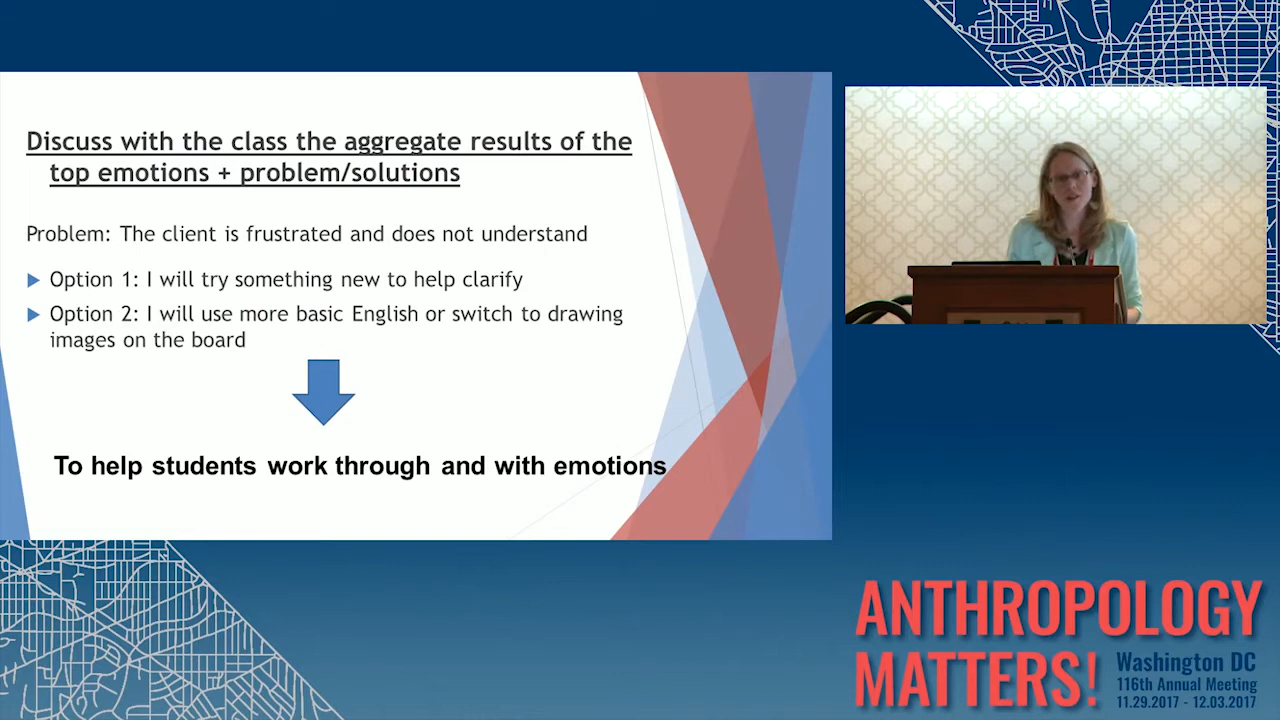 Discuss with the class the aggregate results of the
top emotions + problem/solutions
Problem: The client is frustrated and does not understand
Option 1: I will try something new to help clarify
Option 2: I will use more basic English or switch to drawing
images on the board
To help students work through and with emotions
ANTHROPOLOGY
MATTERS!
Washington DC
116th Annual Meeting
11.29.2017 - 12.03.2017